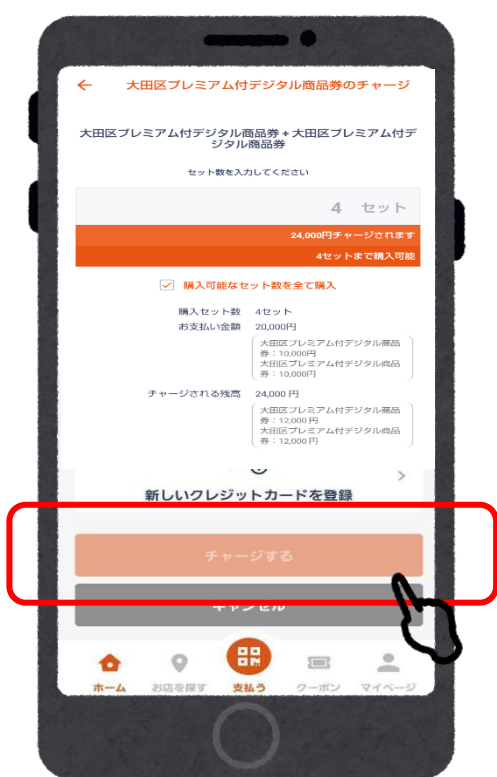 大田区プレミアム付デジタル商品券のチャージ
大田区プレミアム付デジタル商品券 + 大田区プレミアム付デ
ジタル商品券
セット数を入力してください
4 セット
24,000円チャージされます
4セットまで購入可能
購入可能なセット数を全て購入
購入セット数 4セット
お支払い金額 20,000円
大田区プレミアム付デジタル商品
券：10,000円
大田区プレミアム付デジタル商品
券：10,000円
チャージされる残高 24,000 円
大田区プレミアム付デジタル商品
券：12,000 円
大田区プレミアム付デジタル商品
券：12,000 円
新しいクレジットカードを登録
チャージする
キャンセル
ホーム お店を探す 支払う クーポン マイページ